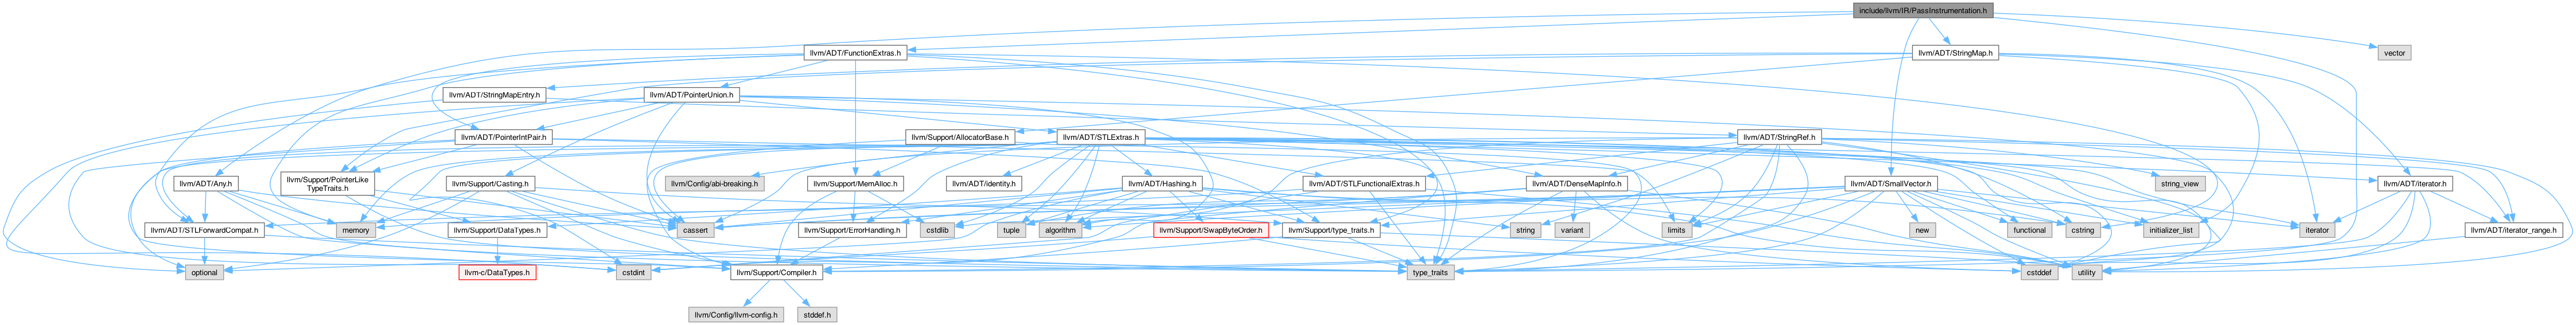 include/llvm/IR/PassInstrumentation.h
llvm/ADT/FunctionExtras.h
llvm/ADT/StringMap.h
vector
llvm/ADT/StringMapEntry.h
llvm/ADT/PointerUnion.h
llvm/ADT/PointerIntPair.h
llvm/Support/AllocatorBase.h
llvm/ADT/STLExtras.h
llvm/ADT/StringRef.h
llvm/ADT/Any.h
llvm/Support/PointerLike
TypeTraits.h
llvm/Support/Casting.h
llvm/Config/abi-breaking.h
llvm/Support/MemAlloc.h
llvm/ADT/identity.h
llvm/ADT/Hashing.h
llvm/ADT/STLFunctionalExtras.h
llvm/ADT/DenseMapInfo.h
llvm/ADT/SmallVector.h
string_view
llvm/ADT/iterator.h
llvm/ADT/STLForwardCompat.h
memory
llvm/Support/DataTypes.h
cassert
llvm/Support/ErrorHandling.h
cstdlib
tuple
algorithm
llvm/Support/SwapByteOrder.h
llvm/Support/type_traits.h
string
variant
limits
new
functional
cstring
initializer_list
iterator
llvm/ADT/iterator_range.h
optional
llvm-c/DataTypes.h
cstdint
llvm/Support/Compiler.h
type_traits
cstddef
utility
llvm/Config/llvm-config.h
stddef.h